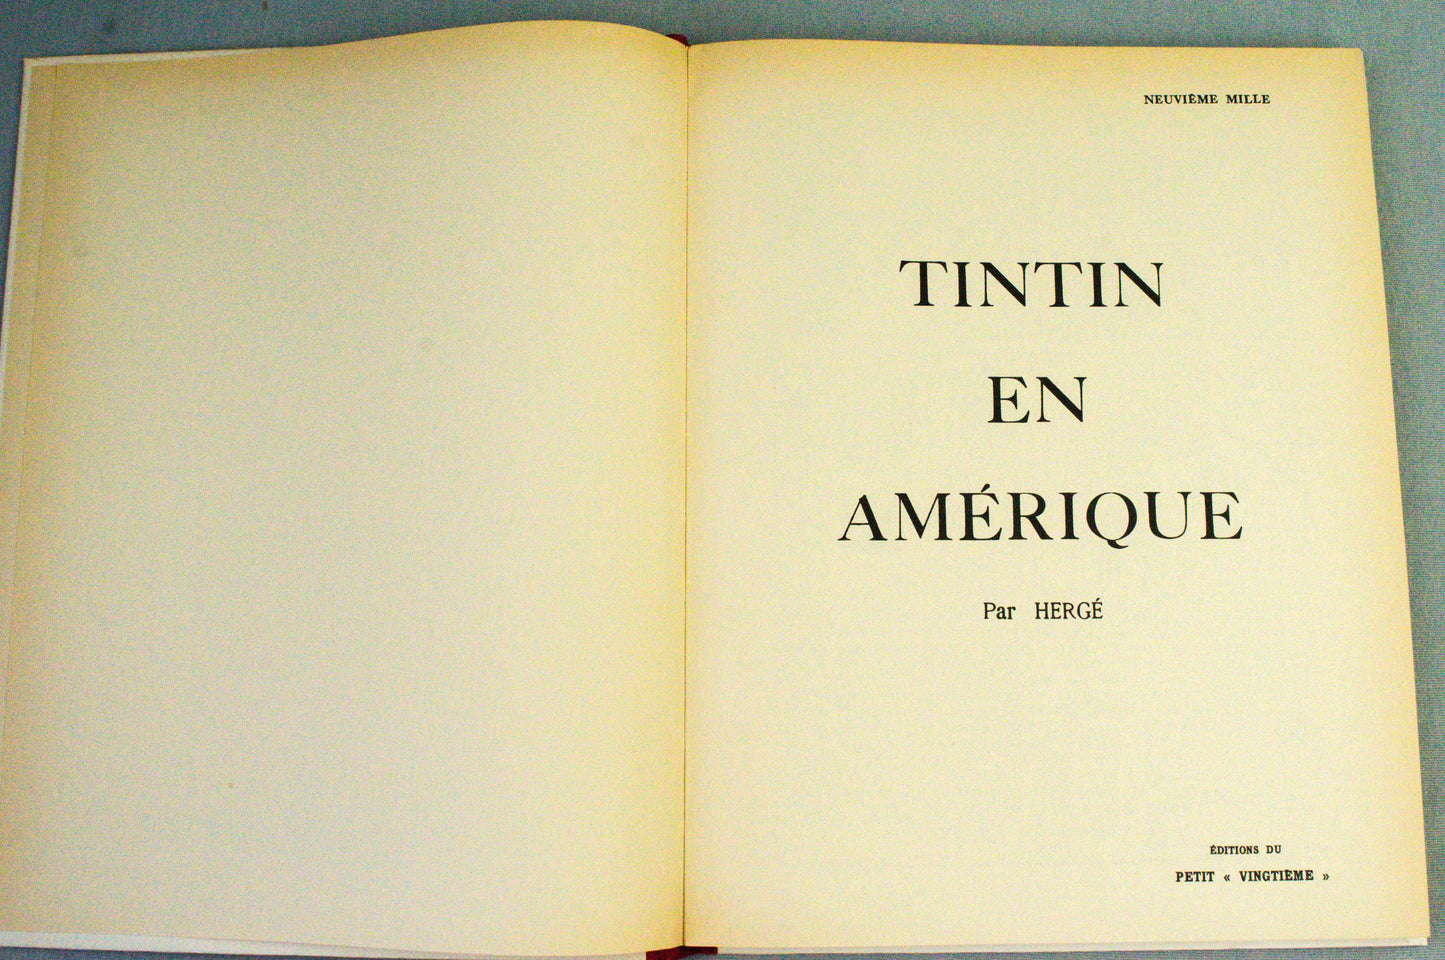 NEUVIÈME MILLE
TINTIN
EN
AMÉRIQUE
Par HERGÉ
ÉDITIONS DU
PETIT « VINGTIÈME »